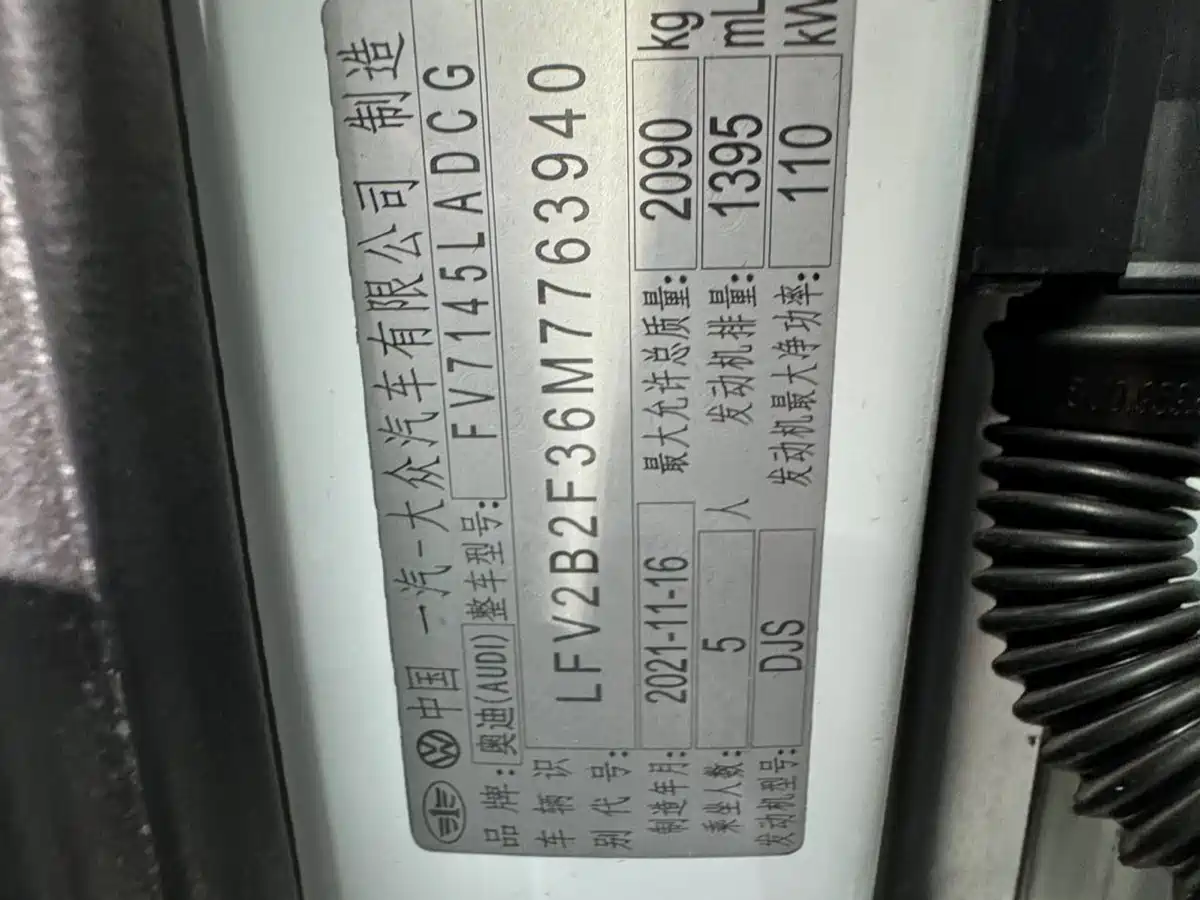 中国 一汽-大众汽车有限公司 制造
品牌: 奥迪(AUDI) 整车型号: FV7145LADCG
车辆识别代号: LFV2B2F36M7763940
制造年月: 2021-11-16 最大允许总质量: 2090 kg
乘坐人数: 5 人 发动机排量: 1395 mL
发动机型号: DJS 发动机最大净功率: 110 kW